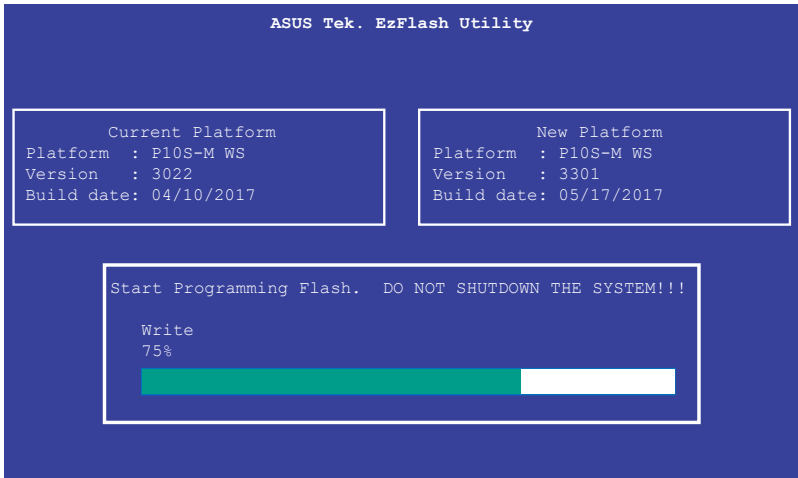 ASUS Tek. EzFlash Utility
Current Platform
Platform : P10S-M WS
Version : 3022
Build date: 04/10/2017
New Platform
Platform : P10S-M WS
Version : 3301
Build date: 05/17/2017
Start Programming Flash. DO NOT SHUTDOWN THE SYSTEM!!!
Write
75%